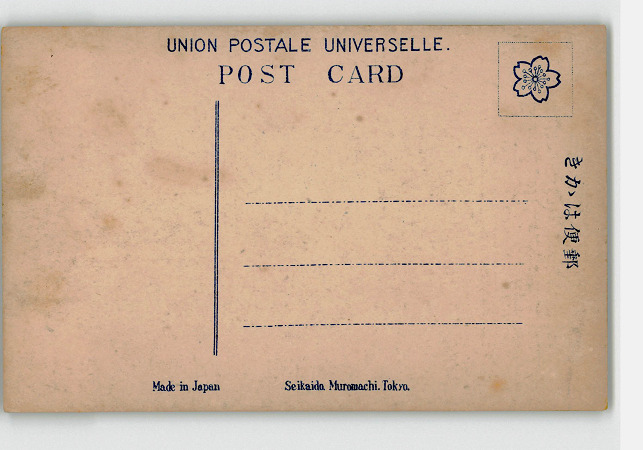 UNION POSTALE UNIVERSELLE.
POST CARD
きかは便郵
Made in Japan
Seikaido. Muromachi. Tokyo.